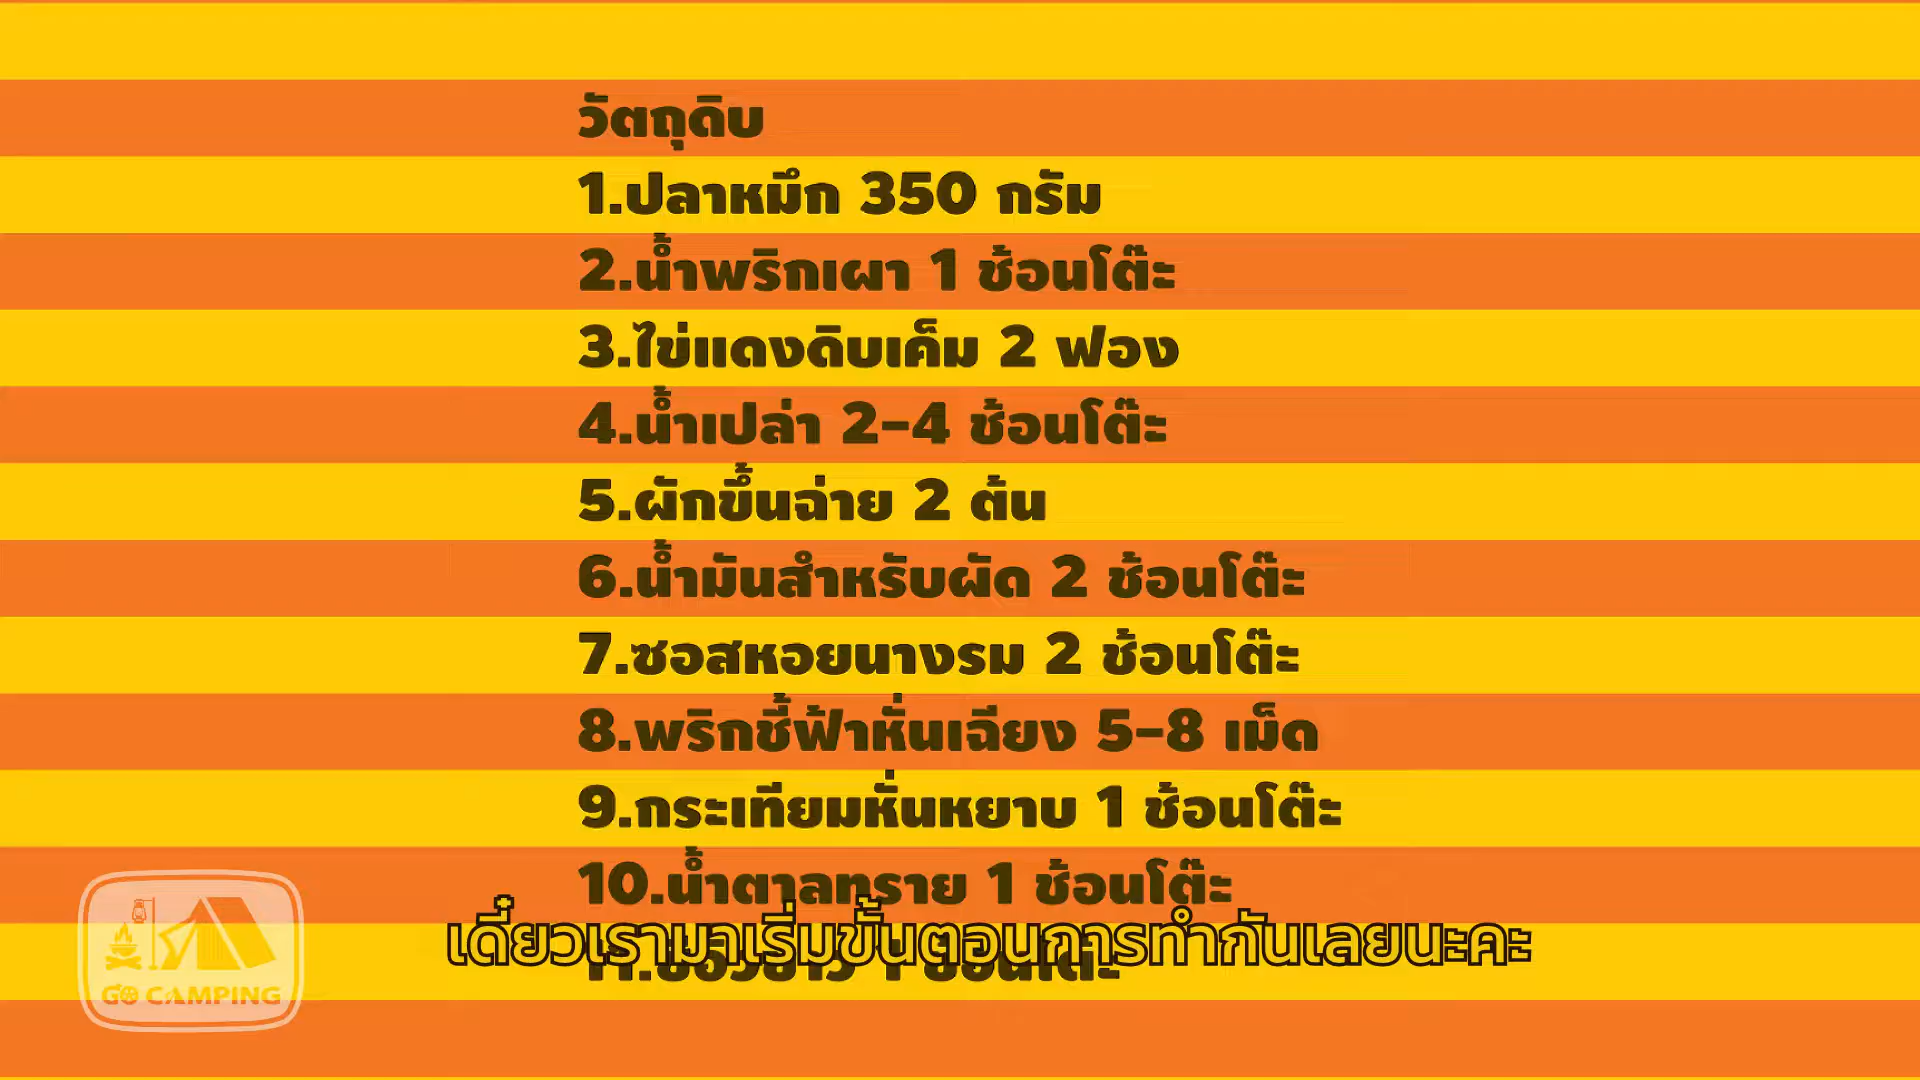 วัตถุดิบ
1.ปลาหมึก 350 กรัม
2.น้ำพริกเผา 1 ช้อนโต๊ะ
3.ไข่แดงดิบเค็ม 2 ฟอง
4.น้ำเปล่า 2-4 ช้อนโต๊ะ
5.ผักขึ้นฉ่าย 2 ต้น
6.น้ำมันสำหรับผัด 2 ช้อนโต๊ะ
7.ซอสหอยนางรม 2 ช้อนโต๊ะ
8.พริกชี้ฟ้าหั่นเฉียง 5-8 เม็ด
9.กระเทียมหั่นหยาบ 1 ช้อนโต๊ะ
10.น้ำตาลทราย 1 ช้อนโต๊ะ
เดี๋ยวเรามาเริ่มขั้นตอนการทำกันเลยนะคะ
GO CAMPING